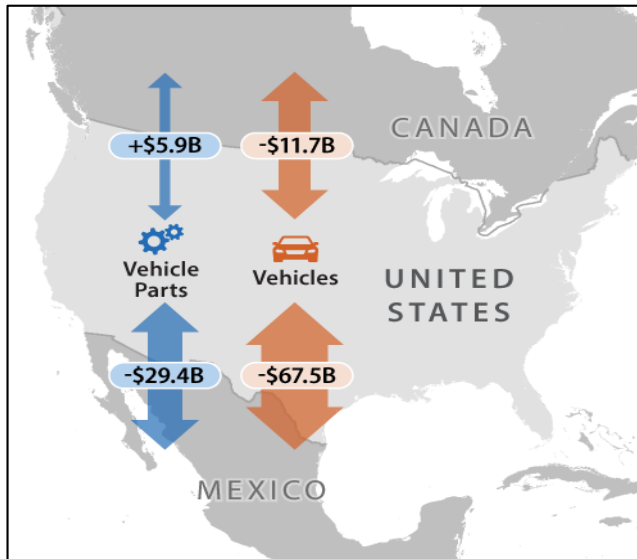 CANADA
+$5.9B
-$11.7B
Vehicle
Parts
Vehicles
UNITED
STATES
-$29.4B
-$67.5B
MEXICO